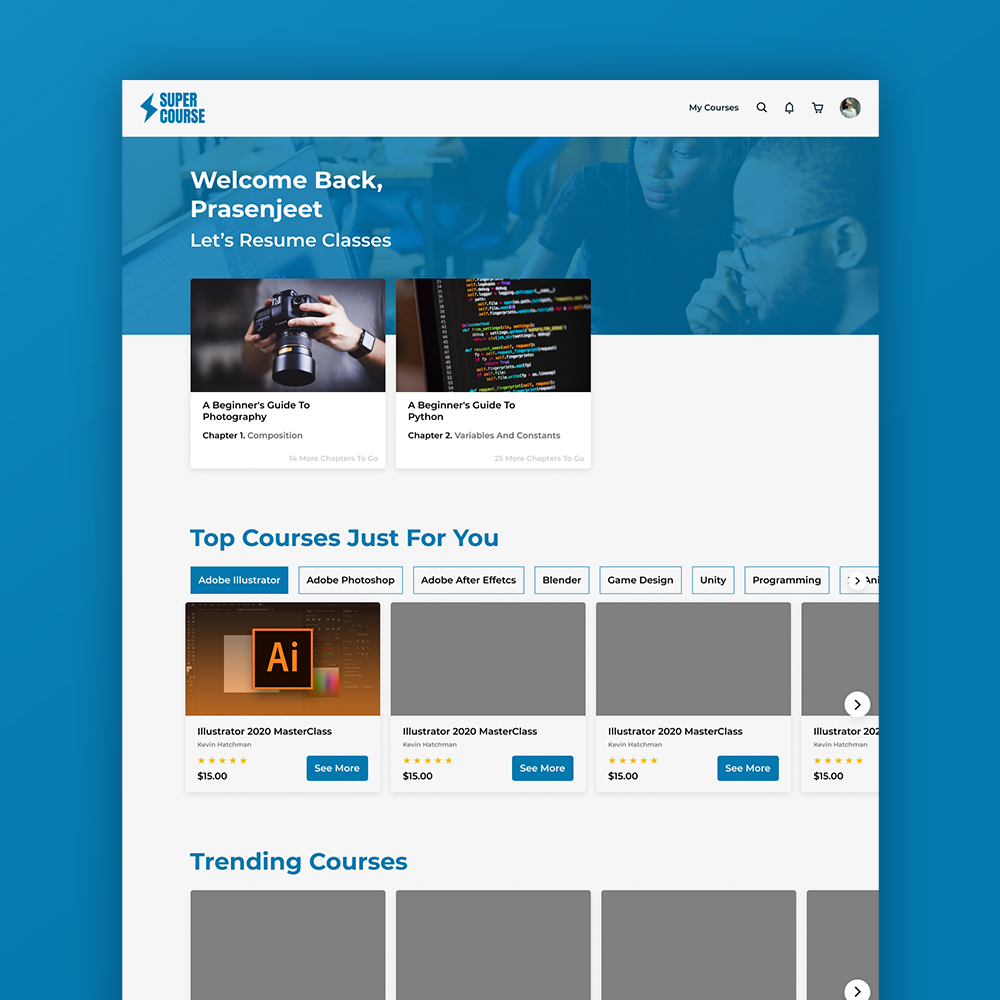 SUPER
COURSE
My Courses
Welcome Back,
Prasenjeet
Let's Resume Classes
A Beginner's Guide To
Photography
Chapter 1. Composition
14 More Chapters To Go
A Beginner's Guide To
Python
Chapter 2. Variables And Constants
25 More Chapters To Go
Top Courses Just For You
Adobe Illustrator
Adobe Photoshop
Adobe After Effetcs
Blender
Game Design
Unity
Programming
Ai
Illustrator 2020 MasterClass
Kevin Hatchman
$15.00
See More
Illustrator 2020 MasterClass
Kevin Hatchman
$15.00
See More
Illustrator 2020 MasterClass
Kevin Hatchman
$15.00
See More
Illustrator 202
Kevin Hatchman
$15.00
Trending Courses